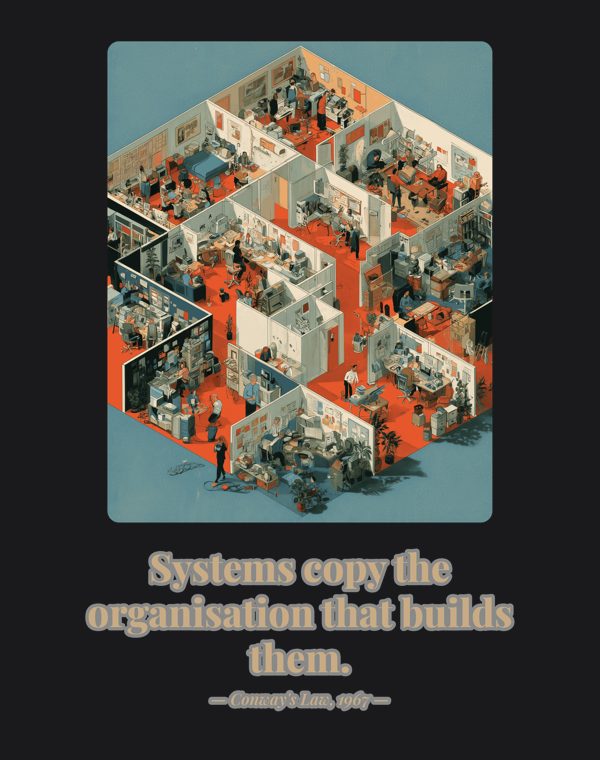 Systems copy the
organisation that builds
them.
— Conway's Law, 1967 —